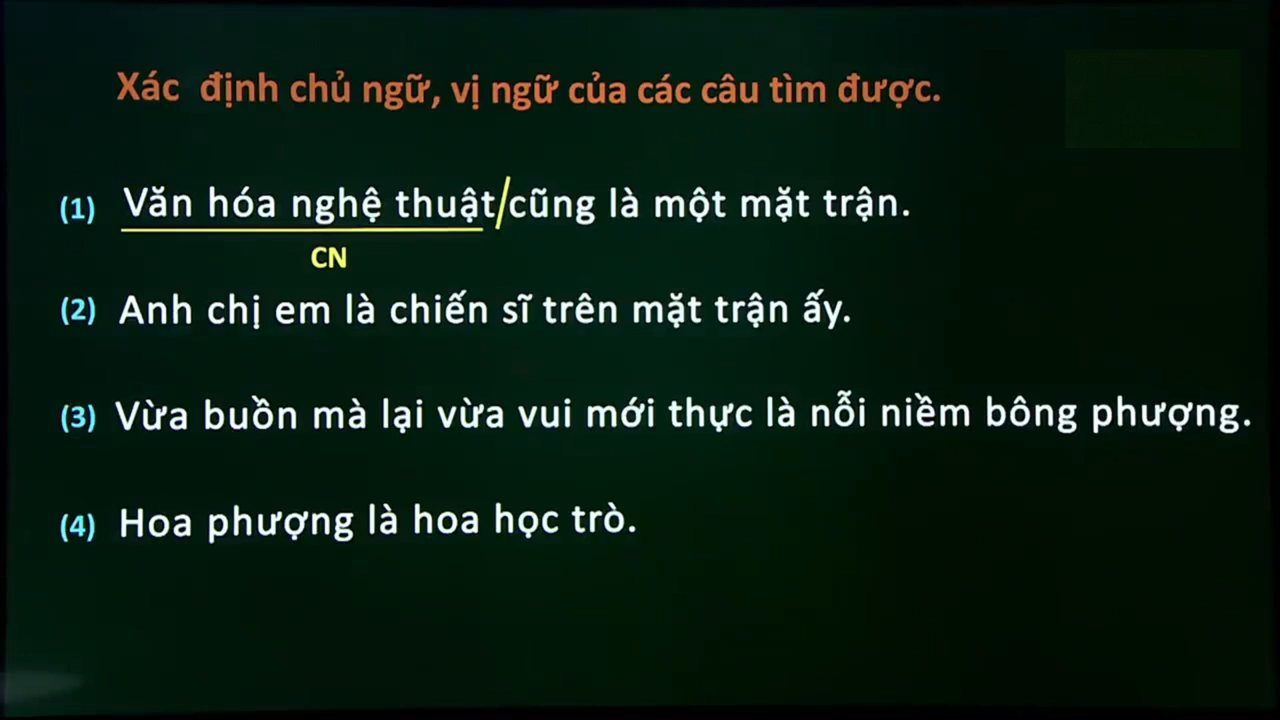 Xác định chủ ngữ, vị ngữ của các câu tìm được.
(1) Văn hóa nghệ thuật/cũng là một mặt trận.
CN
(2) Anh chị em là chiến sĩ trên mặt trận ấy.
(3) Vừa buồn mà lại vừa vui mới thực là nỗi niềm bông phượng.
(4) Hoa phượng là hoa học trò.